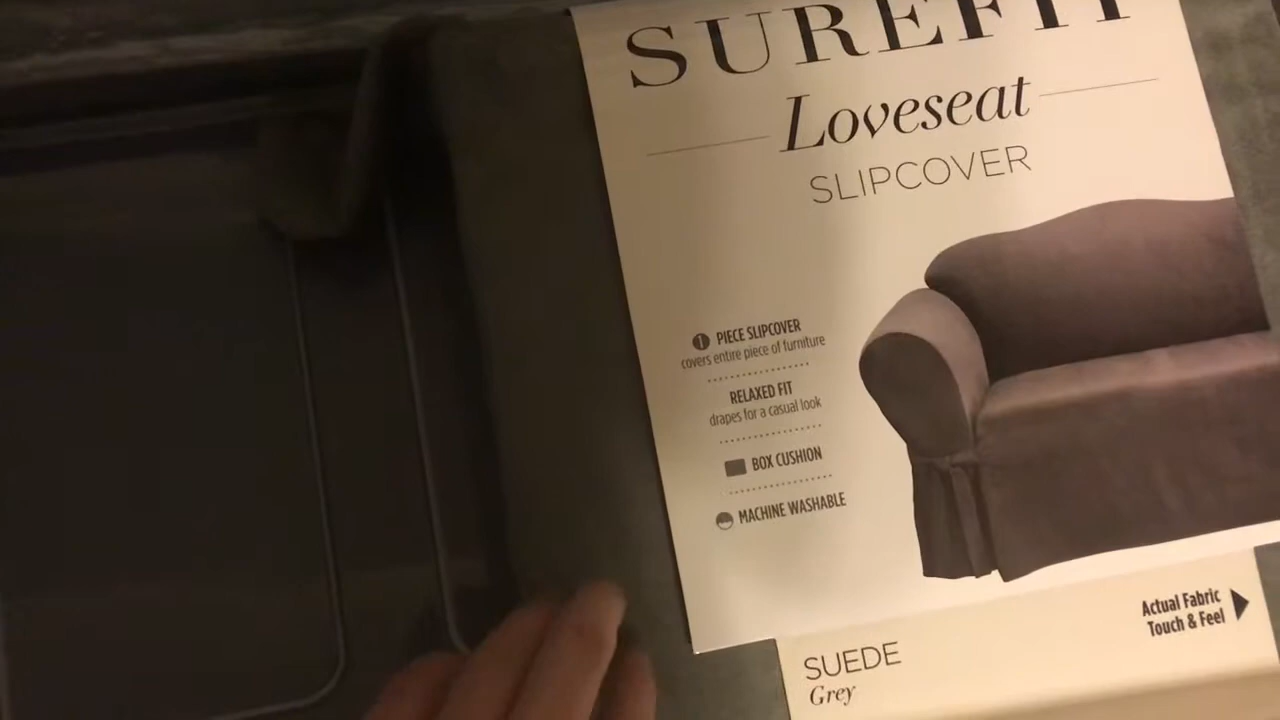 SUREFIT
Loveseat
SLIPCOVER
1 PIECE SLIPCOVER
covers entire piece of furniture
RELAXED FIT
drapes for a casual look
BOX CUSHION
MACHINE WASHABLE
Actual Fabric
Touch & Feel
SUEDE
Grey